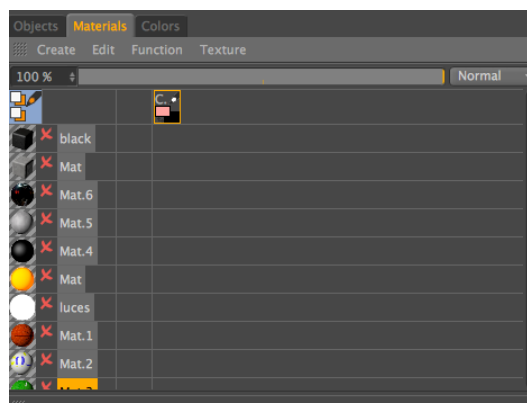 Objects Materials Colors
Create Edit Function Texture
100 % Normal
C.
black
Mat
Mat.6
Mat.5
Mat.4
Mat
luces
Mat.1
Mat.2